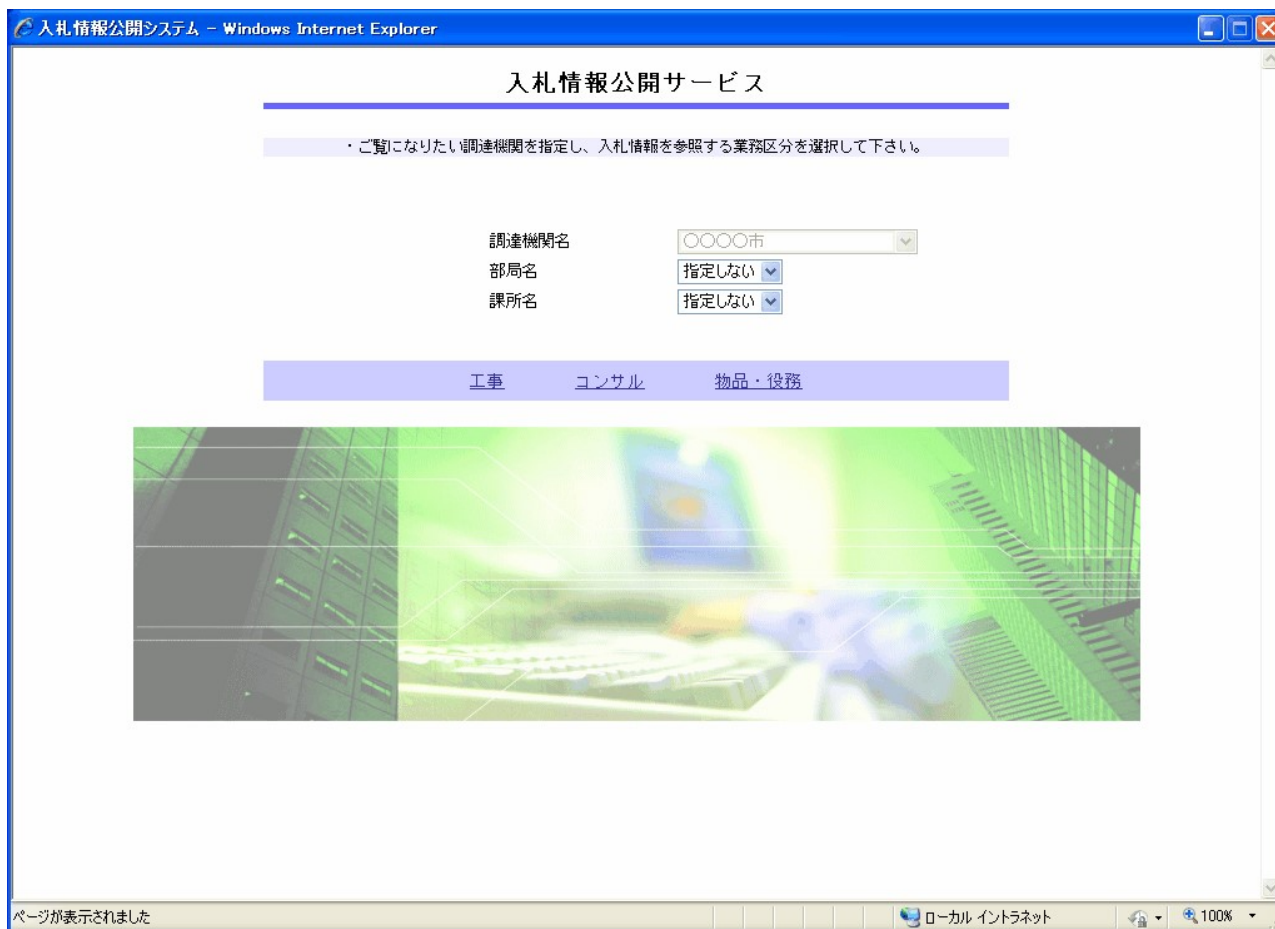 入札情報公開システム - Windows Internet Explorer
入札情報公開サービス
・ご覧になりたい調達機関を指定し、入札情報を参照する業務区分を選択して下さい。
調達機関名 〇〇〇〇市
部局名 指定しない
課所名 指定しない
工事 コンサル 物品・役務
ページが表示されました ローカル イントラネット 100%